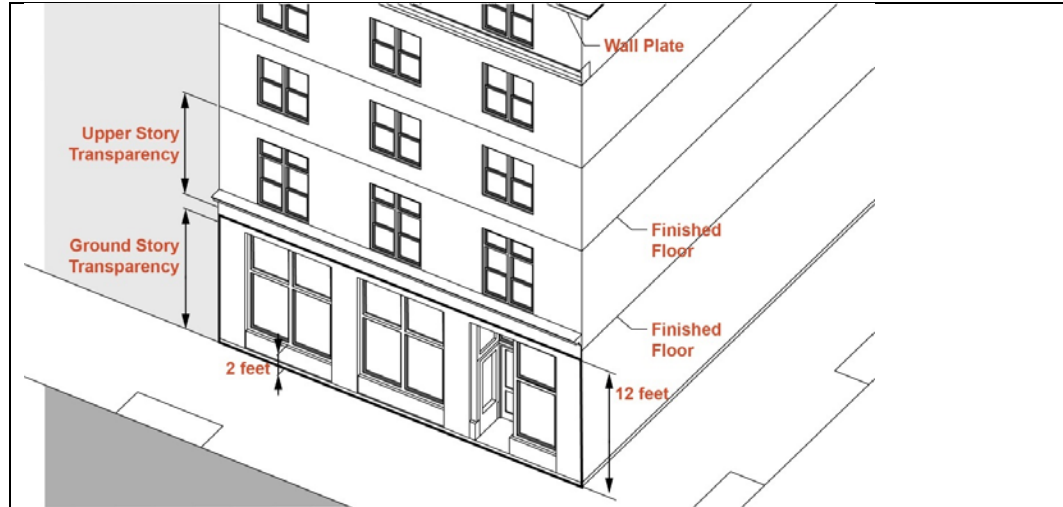 Wall Plate
Upper Story
Transparency
Finished
Floor
Ground Story
Transparency
Finished
Floor
2 feet
12 feet